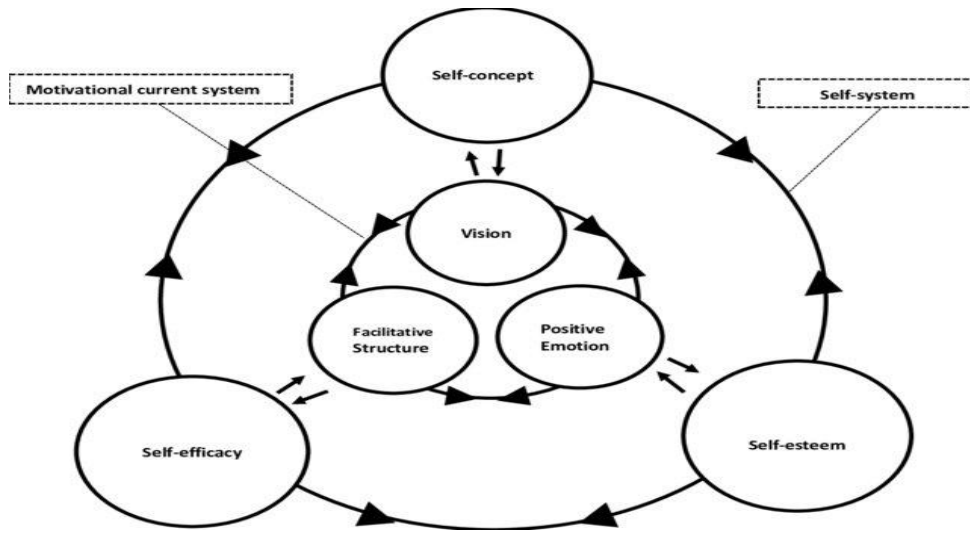 Self-concept
Motivational current system
Self-system
Vision
Facilitative
Structure
Positive
Emotion
Self-efficacy
Self-esteem